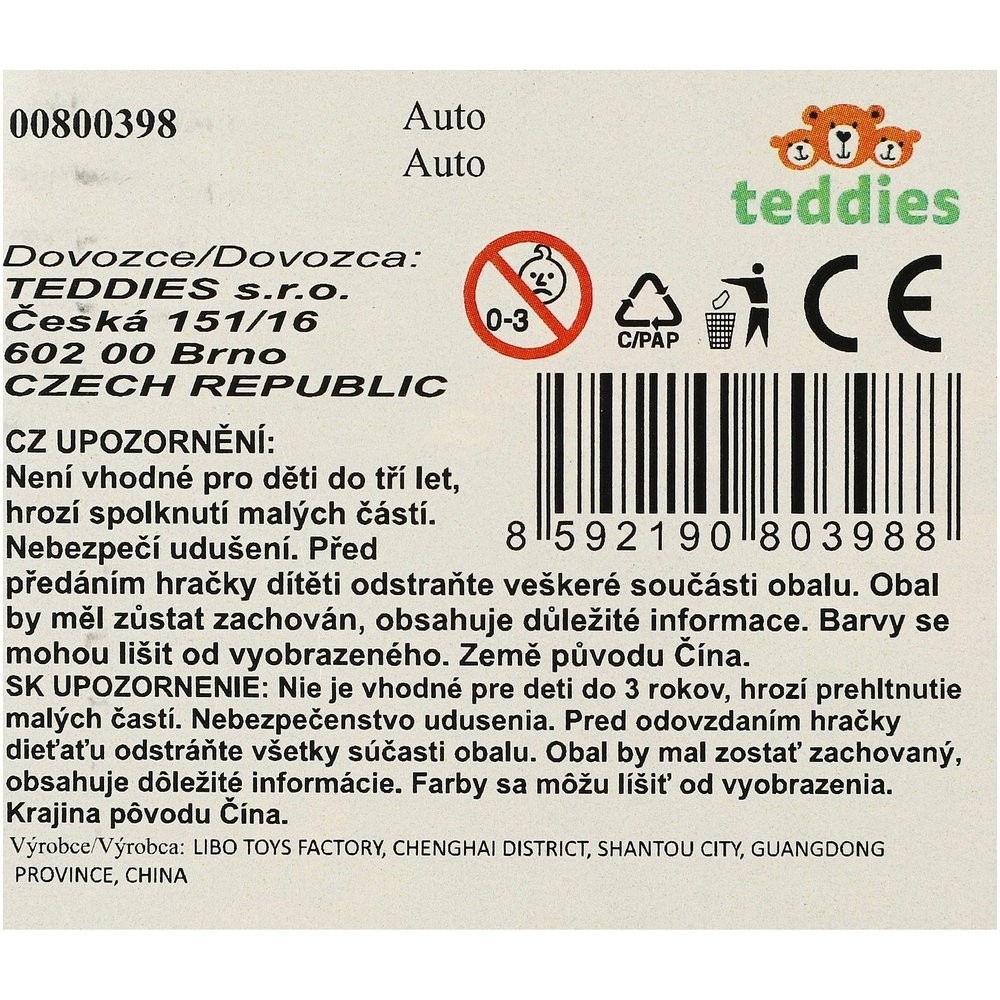 00800398
Auto
Auto
teddies
Dovozce/Dovozca:
TEDDIES s.r.o.
Česká 151/16
602 00 Brno
CZECH REPUBLIC
0-3
C/PAP
CE
8 592190 803988
CZ UPOZORNĚNÍ:
Není vhodné pro děti do tří let,
hrozí spolknutí malých částí.
Nebezpečí udušení. Před
předáním hračky dítěti odstraňte veškeré součásti obalu. Obal
by měl zůstat zachován, obsahuje důležité informace. Barvy se
mohou lišit od vyobrazeného. Země původu Čína.
SK UPOZORNENIE: Nie je vhodné pre deti do 3 rokov, hrozí prehltnutie
malých častí. Nebezpečenstvo udusenia. Pred odovzdaním hračky
dieťaťu odstráňte všetky súčasti obalu. Obal by mal zostať zachovaný,
obsahuje dôležité informácie. Farby sa môžu líšiť od vyobrazenia.
Krajina pôvodu Čína.
Výrobce/Výrobca: LIBO TOYS FACTORY, CHENGHAI DISTRICT, SHANTOU CITY, GUANGDONG
PROVINCE, CHINA